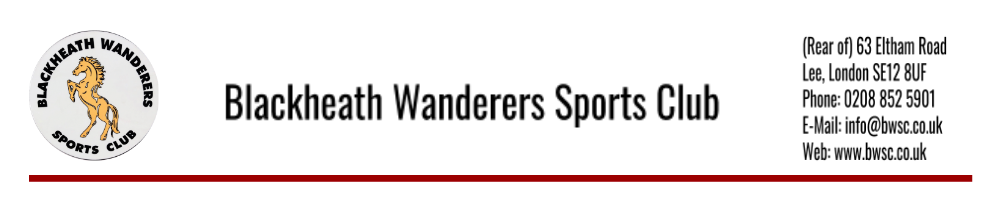 BLACKHEATH WANDERERS
SPORTS CLUB
Blackheath Wanderers Sports Club
(Rear of) 63 Eltham Road
Lee, London SE12 8UF
Phone: 0208 852 5901
E-Mail: info@bwsc.co.uk
Web: www.bwsc.co.uk